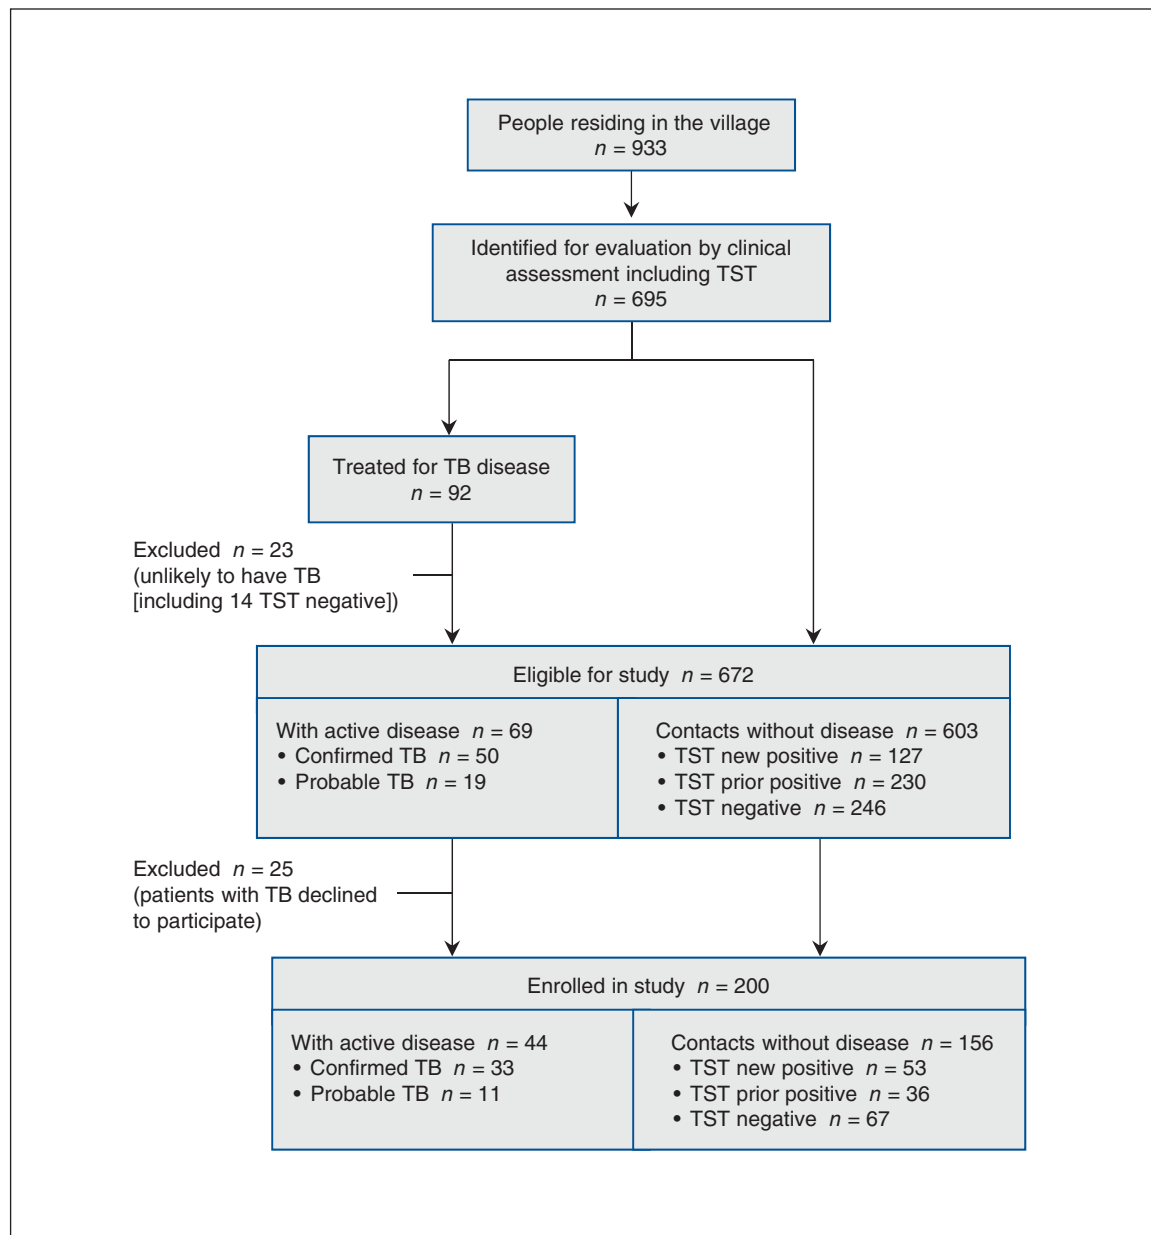 People residing in the village
n = 933
Identified for evaluation by clinical
assessment including TST
n = 695
Treated for TB disease
n = 92
Excluded n = 23
(unlikely to have TB
[including 14 TST negative])
Eligible for study n = 672
With active disease n = 69
• Confirmed TB n = 50
• Probable TB n = 19
Contacts without disease n = 603
• TST new positive n = 127
• TST prior positive n = 230
• TST negative n = 246
Excluded n = 25
(patients with TB declined
to participate)
Enrolled in study n = 200
With active disease n = 44
• Confirmed TB n = 33
• Probable TB n = 11
Contacts without disease n = 156
• TST new positive n = 53
• TST prior positive n = 36
• TST negative n = 67